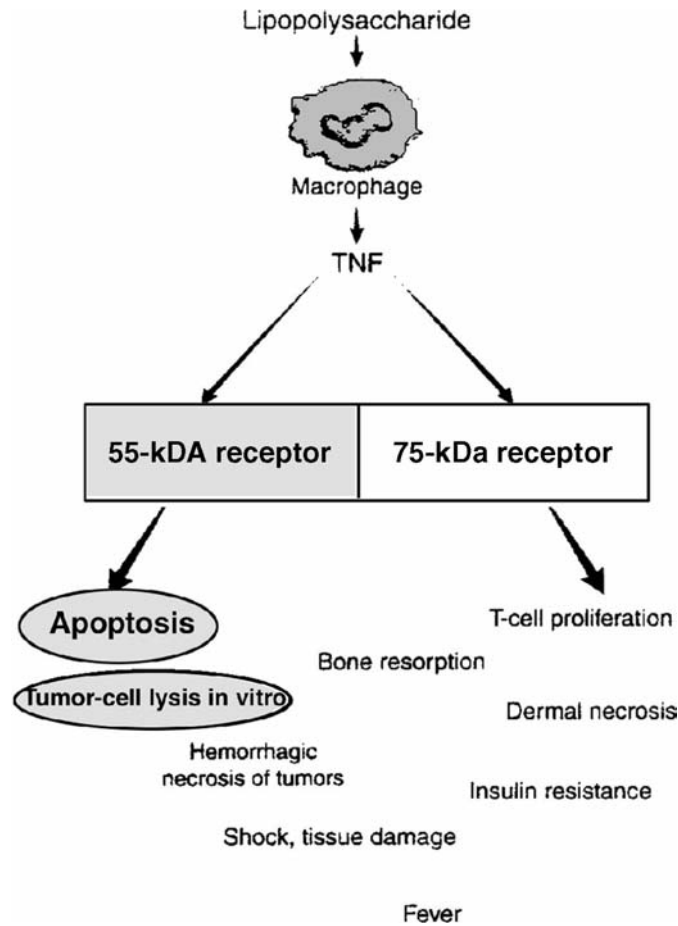 Lipopolysaccharide
Macrophage
TNF
55-kDA receptor
75-kDa receptor
Apoptosis
T-cell proliferation
Bone resorption
Tumor-cell lysis in vitro
Dermal necrosis
Hemorrhagic
necrosis of tumors
Insulin resistance
Shock, tissue damage
Fever